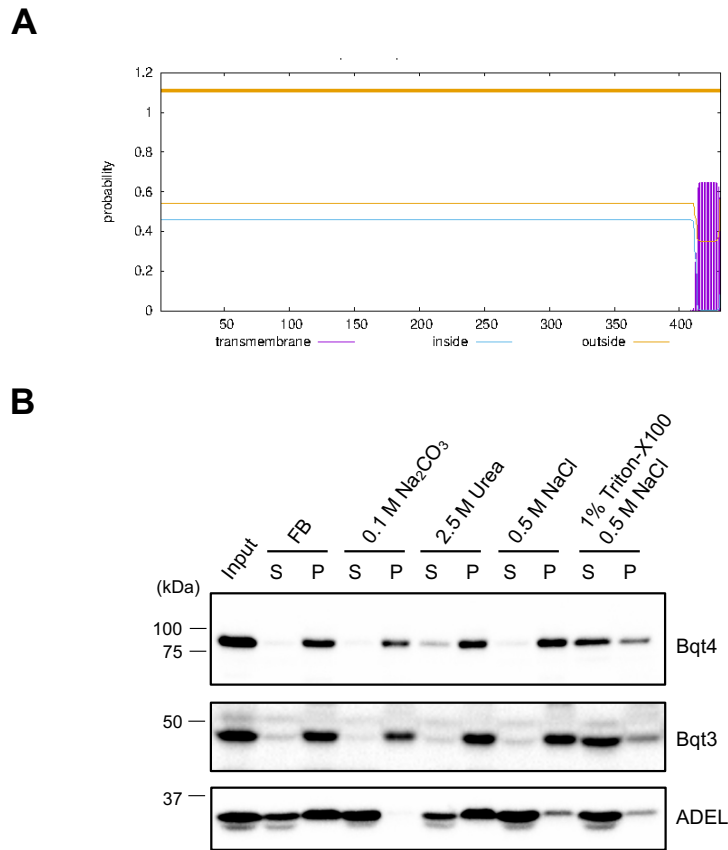 A
1.2
1
0.8
0.6
0.4
0.2
0
probability
50 100 150 200 250 300 350 400
transmembrane inside outside
B
Input FB 0.1 M Na₂CO₃ 2.5 M Urea 0.5 M NaCl 1% Triton-X100
0.5 M NaCl
S P S P S P S P S P
(kDa)
100
75
Bqt4
50
Bqt3
37
ADEL